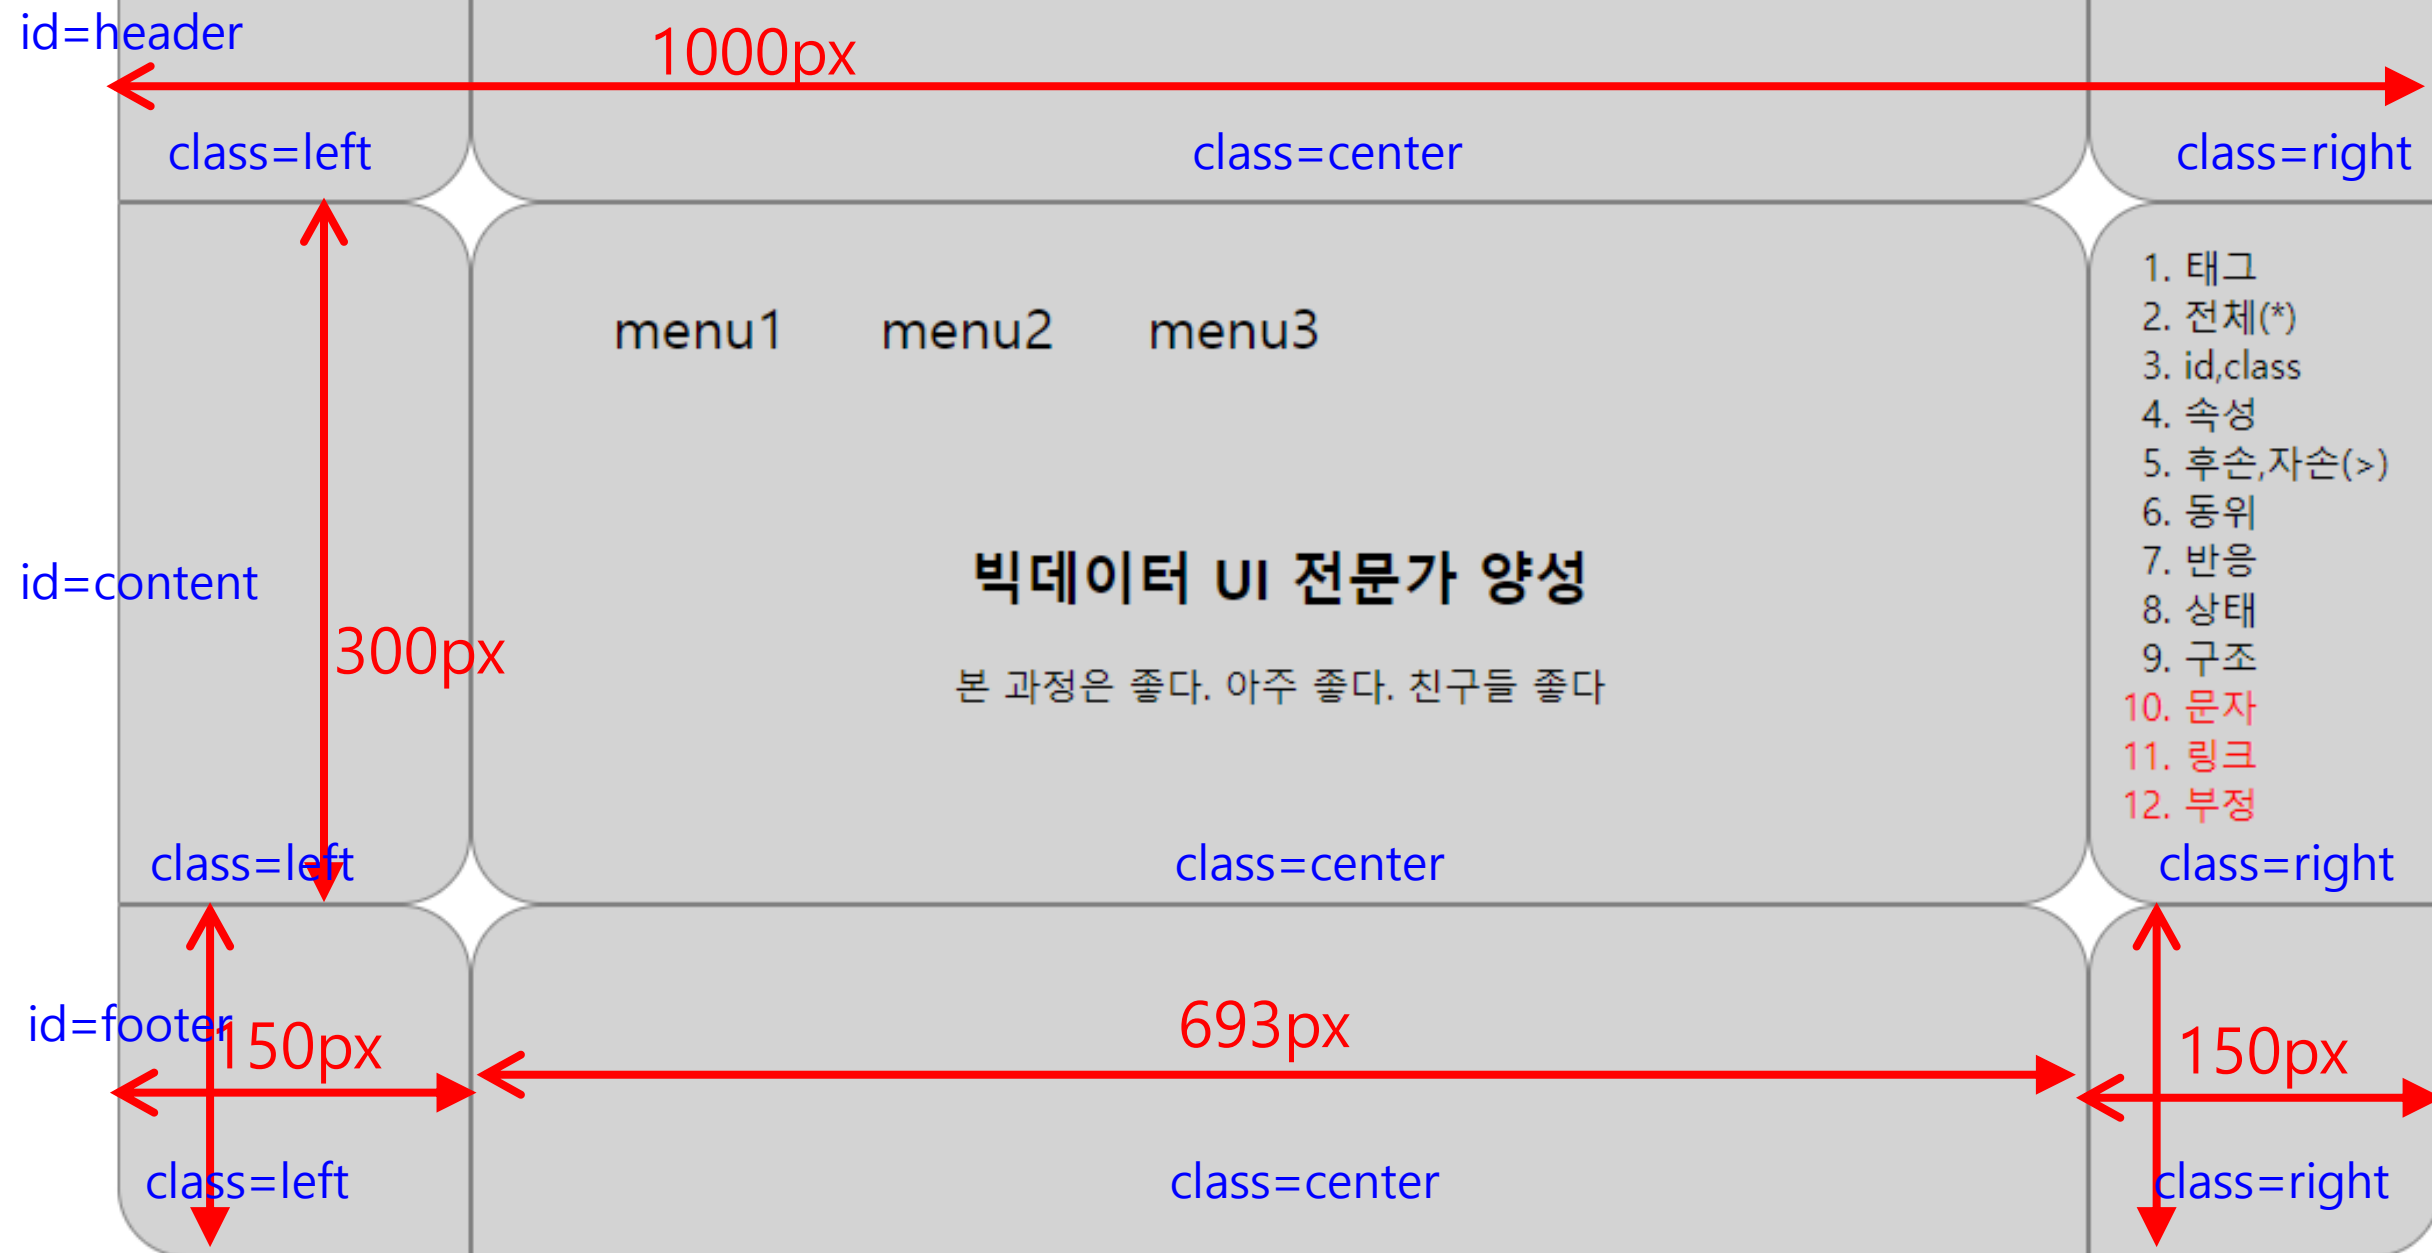 id=header
1000px
class=left
class=center
class=right
menu1 menu2 menu3
1. 태그
2. 전체(*)
3. id,class
4. 속성
5. 후손,자손(>)
6. 동위
7. 반응
8. 상태
9. 구조
10. 문자
11. 링크
12. 부정
id=content
빅데이터 UI 전문가 양성
300px
본 과정은 좋다. 아주 좋다. 친구들 좋다
class=left
class=center
class=right
id=footer
150px
693px
150px
class=left
class=center
class=right